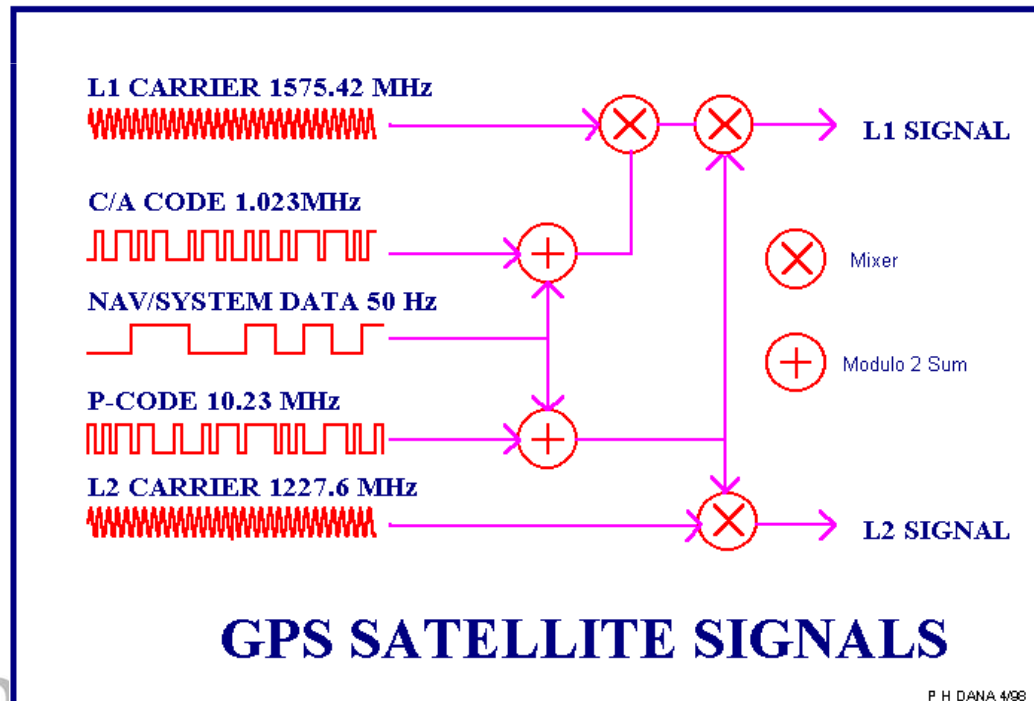 L1 CARRIER 1575.42 MHz
L1 SIGNAL
C/A CODE 1.023MHz
Mixer
NAV/SYSTEM DATA 50 Hz
Modulo 2 Sum
P-CODE 10.23 MHz
L2 CARRIER 1227.6 MHz
L2 SIGNAL
GPS SATELLITE SIGNALS
P H DANA 4/98